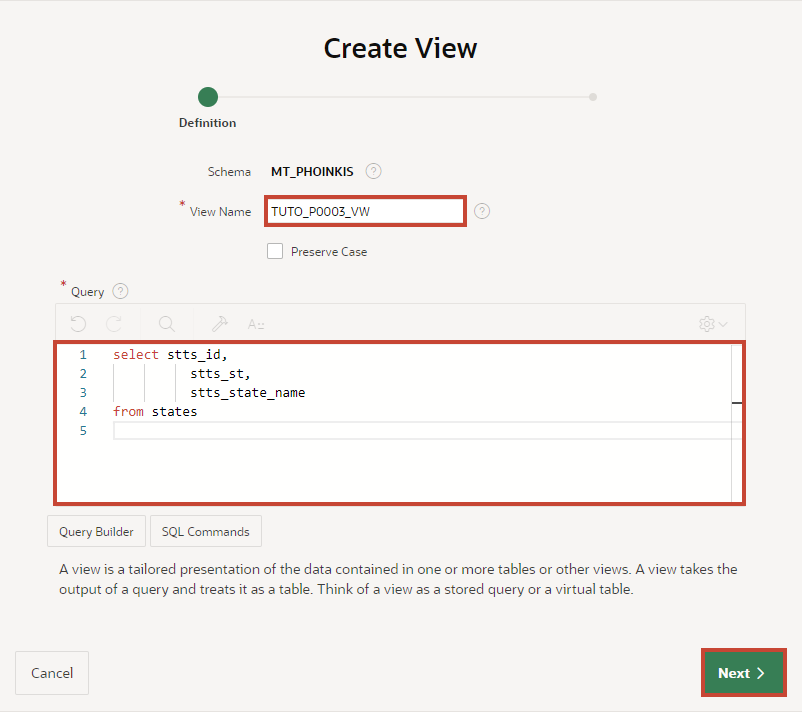 Create View
Definition
Schema MT_PHOINKIS ?
* View Name TUTO_P0003_VW ?
Preserve Case
* Query ?
A
1 select stts_id,
2 stts_st,
3 stts_state_name
4 from states
5
Query Builder SQL Commands
A view is a tailored presentation of the data contained in one or more tables or other views. A view takes the
output of a query and treats it as a table. Think of a view as a stored query or a virtual table.
Cancel Next